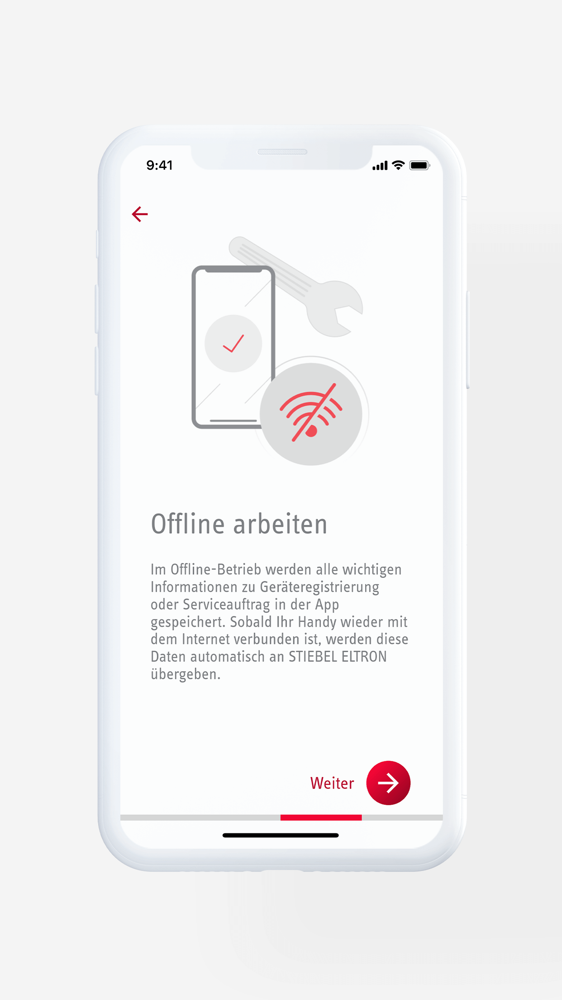 9:41
Offline arbeiten
Im Offline-Betrieb werden alle wichtigen
Informationen zu Geräteregistrierung
oder Serviceauftrag in der App
gespeichert. Sobald Ihr Handy wieder mit
dem Internet verbunden ist, werden diese
Daten automatisch an STIEBEL ELTRON
übergeben.
Weiter